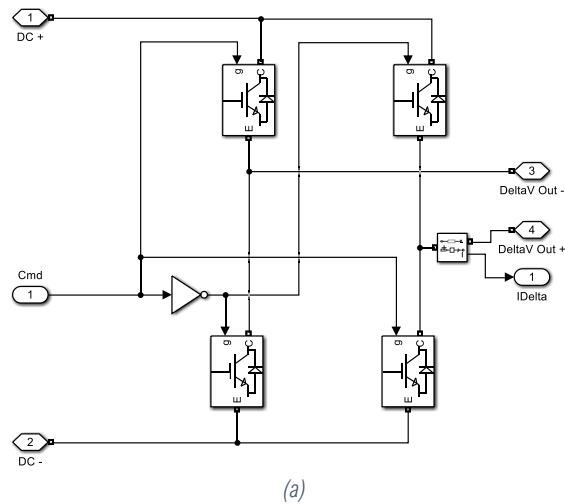 1
DC +
g
C
E
g
C
E
3
DeltaV Out -
4
DeltaV Out +
1
IDelta
Cmd
1
g
C
E
g
C
E
2
DC -
(a)